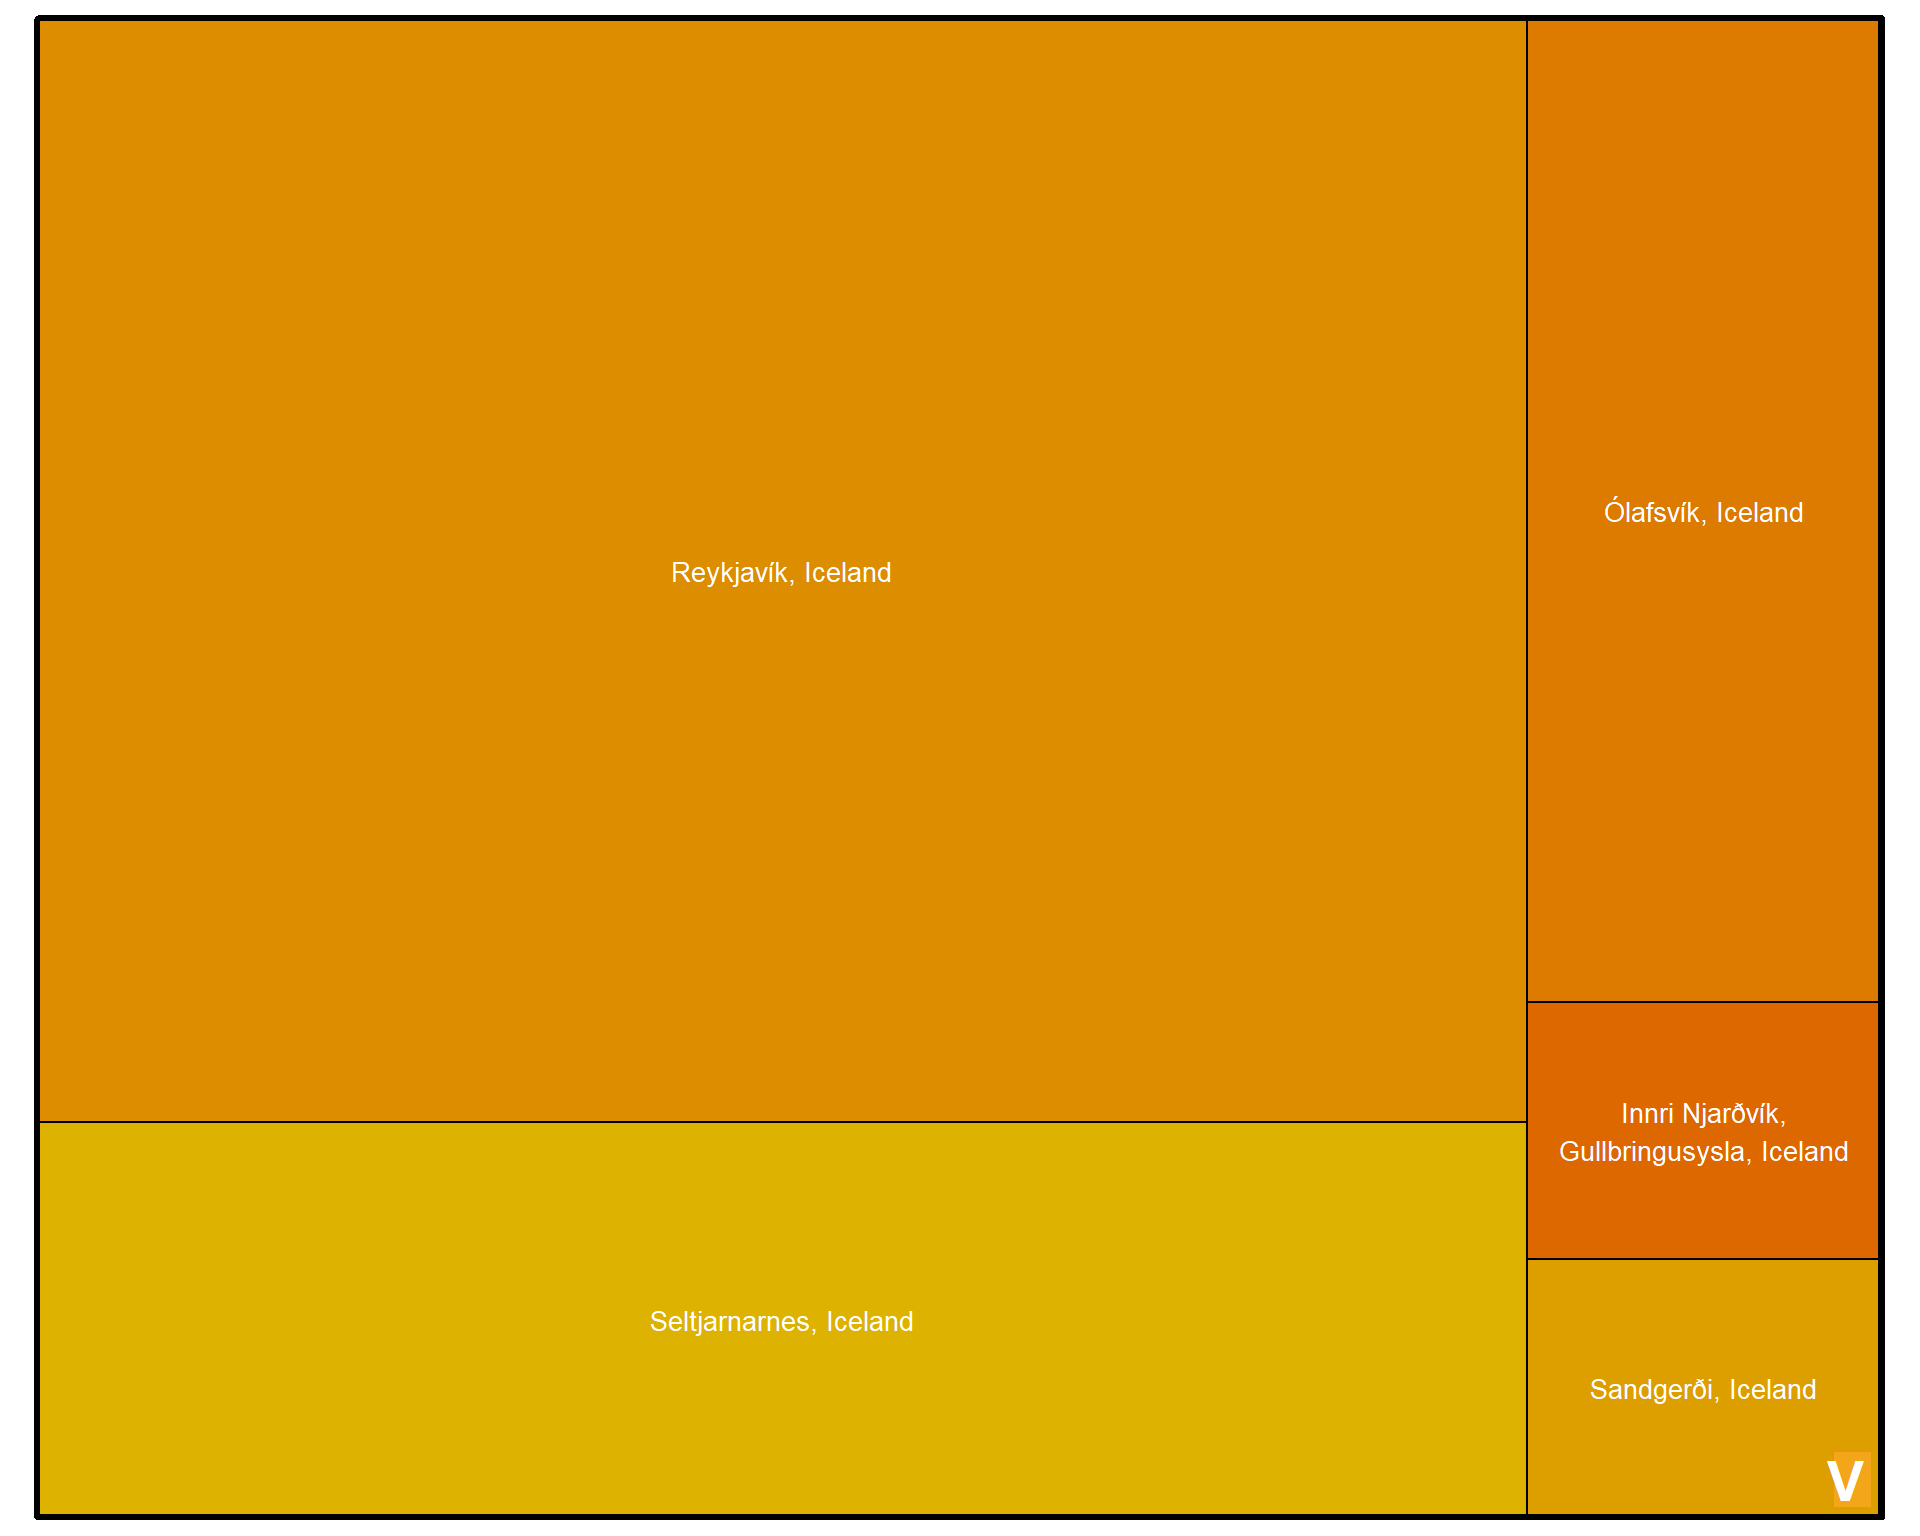 Reykjavík, Iceland
Ólafsvík, Iceland
Innri Njarðvík,
Gullbringusysla, Iceland
Seltjarnarnes, Iceland
Sandgerði, Iceland
V